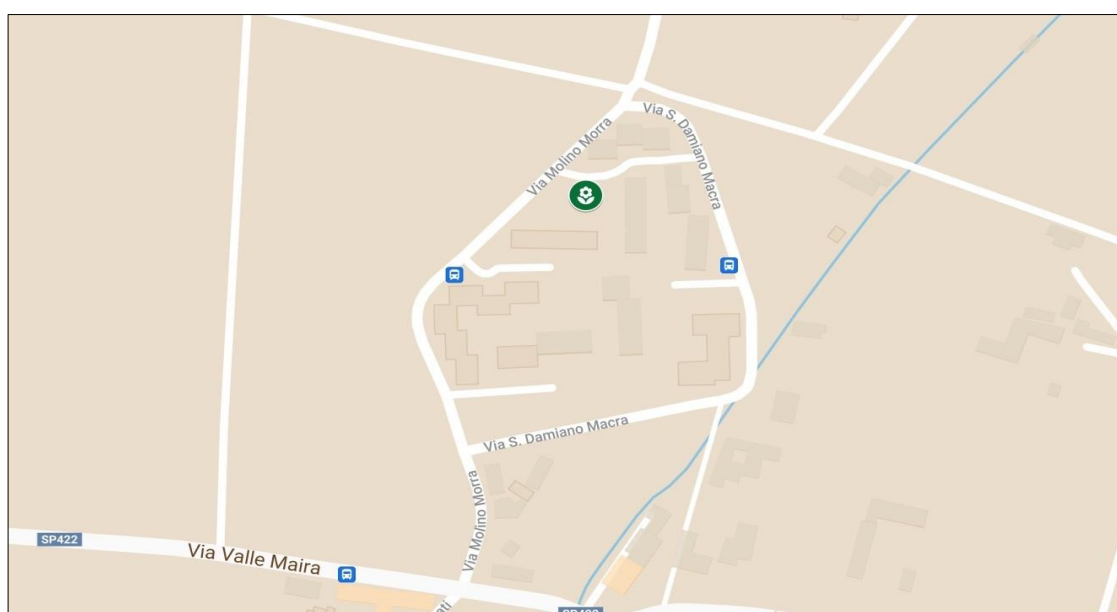 Via S. Damiano Macra
Via Molino Morra
Via S. Damiano Macra
Via Molino Morra
SP422
Via Valle Maira